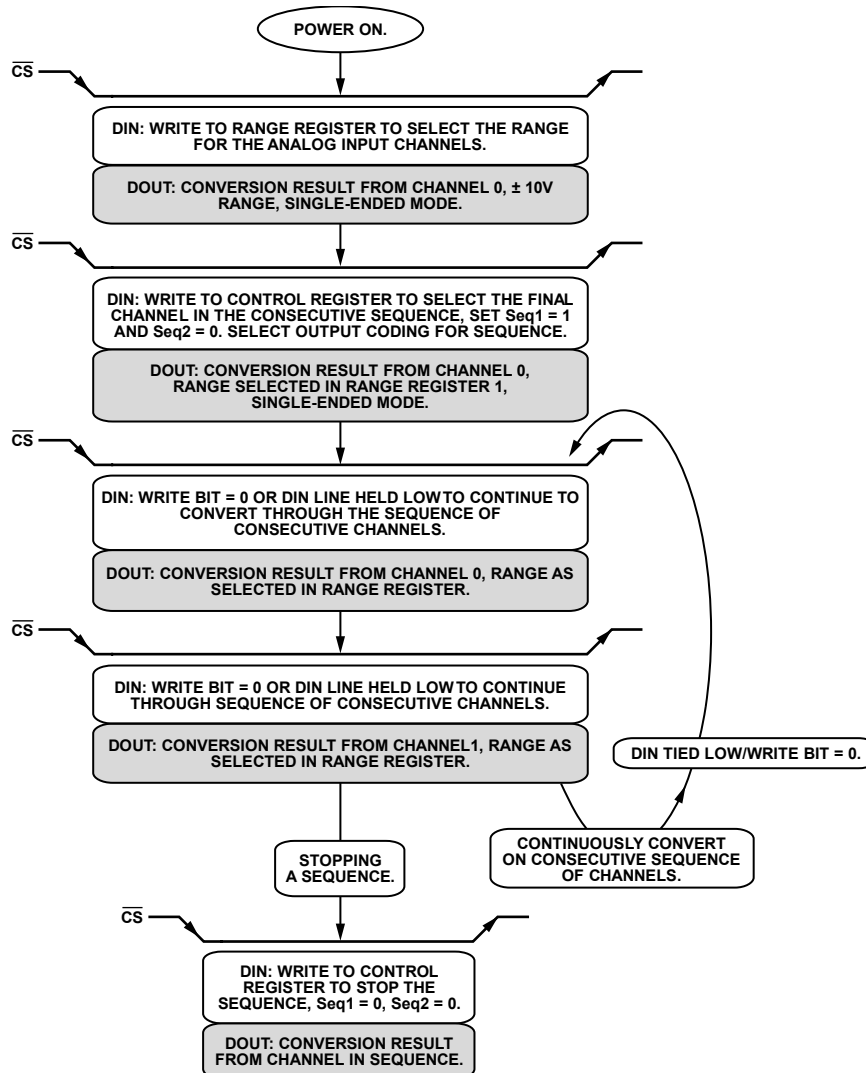 POWER ON.
CS
DIN: WRITE TO RANGE REGISTER TO SELECT THE RANGE
FOR THE ANALOG INPUT CHANNELS.
DOUT: CONVERSION RESULT FROM CHANNEL 0, ± 10V
RANGE, SINGLE-ENDED MODE.
CS
DIN: WRITE TO CONTROL REGISTER TO SELECT THE FINAL
CHANNEL IN THE CONSECUTIVE SEQUENCE, SET Seq1 = 1
AND Seq2 = 0. SELECT OUTPUT CODING FOR SEQUENCE.
DOUT: CONVERSION RESULT FROM CHANNEL 0,
RANGE SELECTED IN RANGE REGISTER 1,
SINGLE-ENDED MODE.
CS
DIN: WRITE BIT = 0 OR DIN LINE HELD LOW TO CONTINUE TO
CONVERT THROUGH THE SEQUENCE OF
CONSECUTIVE CHANNELS.
DOUT: CONVERSION RESULT FROM CHANNEL 0, RANGE AS
SELECTED IN RANGE REGISTER.
CS
DIN: WRITE BIT = 0 OR DIN LINE HELD LOW TO CONTINUE
THROUGH SEQUENCE OF CONSECUTIVE CHANNELS.
DOUT: CONVERSION RESULT FROM CHANNEL1, RANGE AS
SELECTED IN RANGE REGISTER.
DIN TIED LOW/WRITE BIT = 0.
CONTINUOUSLY CONVERT
ON CONSECUTIVE SEQUENCE
OF CHANNELS.
STOPPING
A SEQUENCE.
CS
DIN: WRITE TO CONTROL
REGISTER TO STOP THE
SEQUENCE, Seq1 = 0, Seq2 = 0.
DOUT: CONVERSION RESULT
FROM CHANNEL IN SEQUENCE.